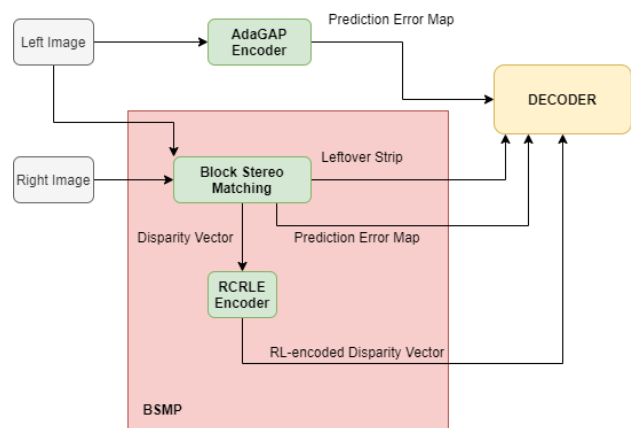 Prediction Error Map
Left Image
AdaGAP
Encoder
DECODER
Leftover Strip
Right Image
Block Stereo
Matching
Disparity Vector
Prediction Error Map
RCRLE
Encoder
RL-encoded Disparity Vector
BSMP